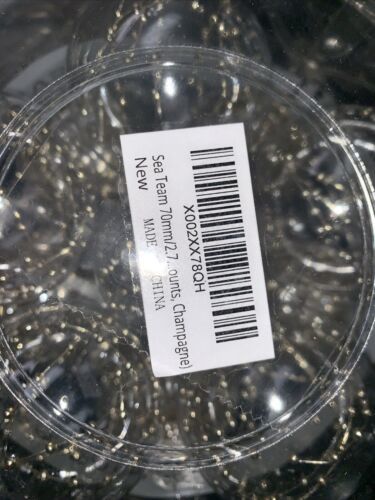 X002XX78QH
Sea Team 70mm/2.7...ounts, Champagne)
New
MADE CHINA